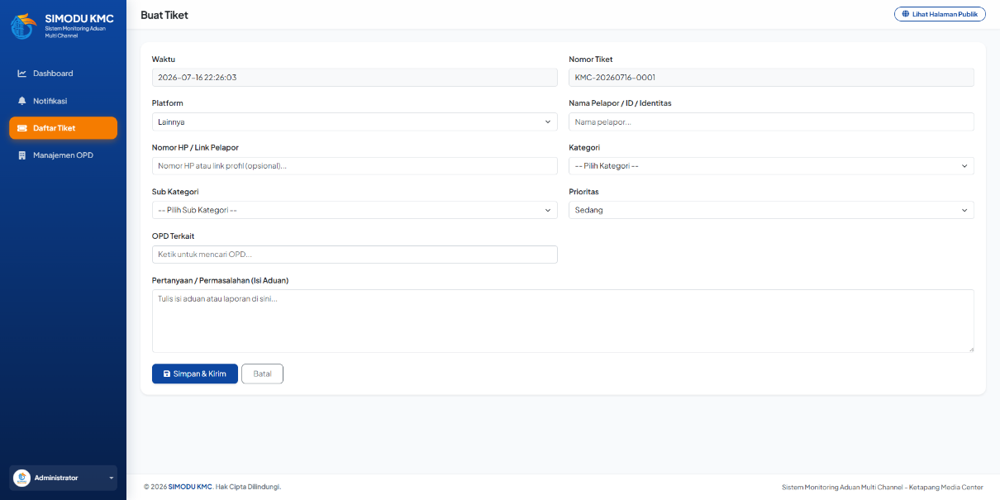 SIMODU KMC
Sistem Monitoring Aduan
Multi Channel
Dashboard
Notifikasi
Daftar Tiket
Manajemen OPD
Administrator
Buat Tiket
Lihat Halaman Publik
Waktu
2026-07-16 22:26:03
Nomor Tiket
KMC-20260716-0001
Platform
Lainnya
Nama Pelapor / ID / Identitas
Nama pelapor...
Nomor HP / Link Pelapor
Nomor HP atau link profil (opsional)...
Kategori
-- Pilih Kategori --
Sub Kategori
-- Pilih Sub Kategori --
Prioritas
Sedang
OPD Terkait
Ketik untuk mencari OPD...
Pertanyaan / Permasalahan (Isi Aduan)
Tulis isi aduan atau laporan di sini...
Simpan & Kirim
Batal
© 2026 SIMODU KMC. Hak Cipta Dilindungi.
Sistem Monitoring Aduan Multi Channel - Ketapang Media Center